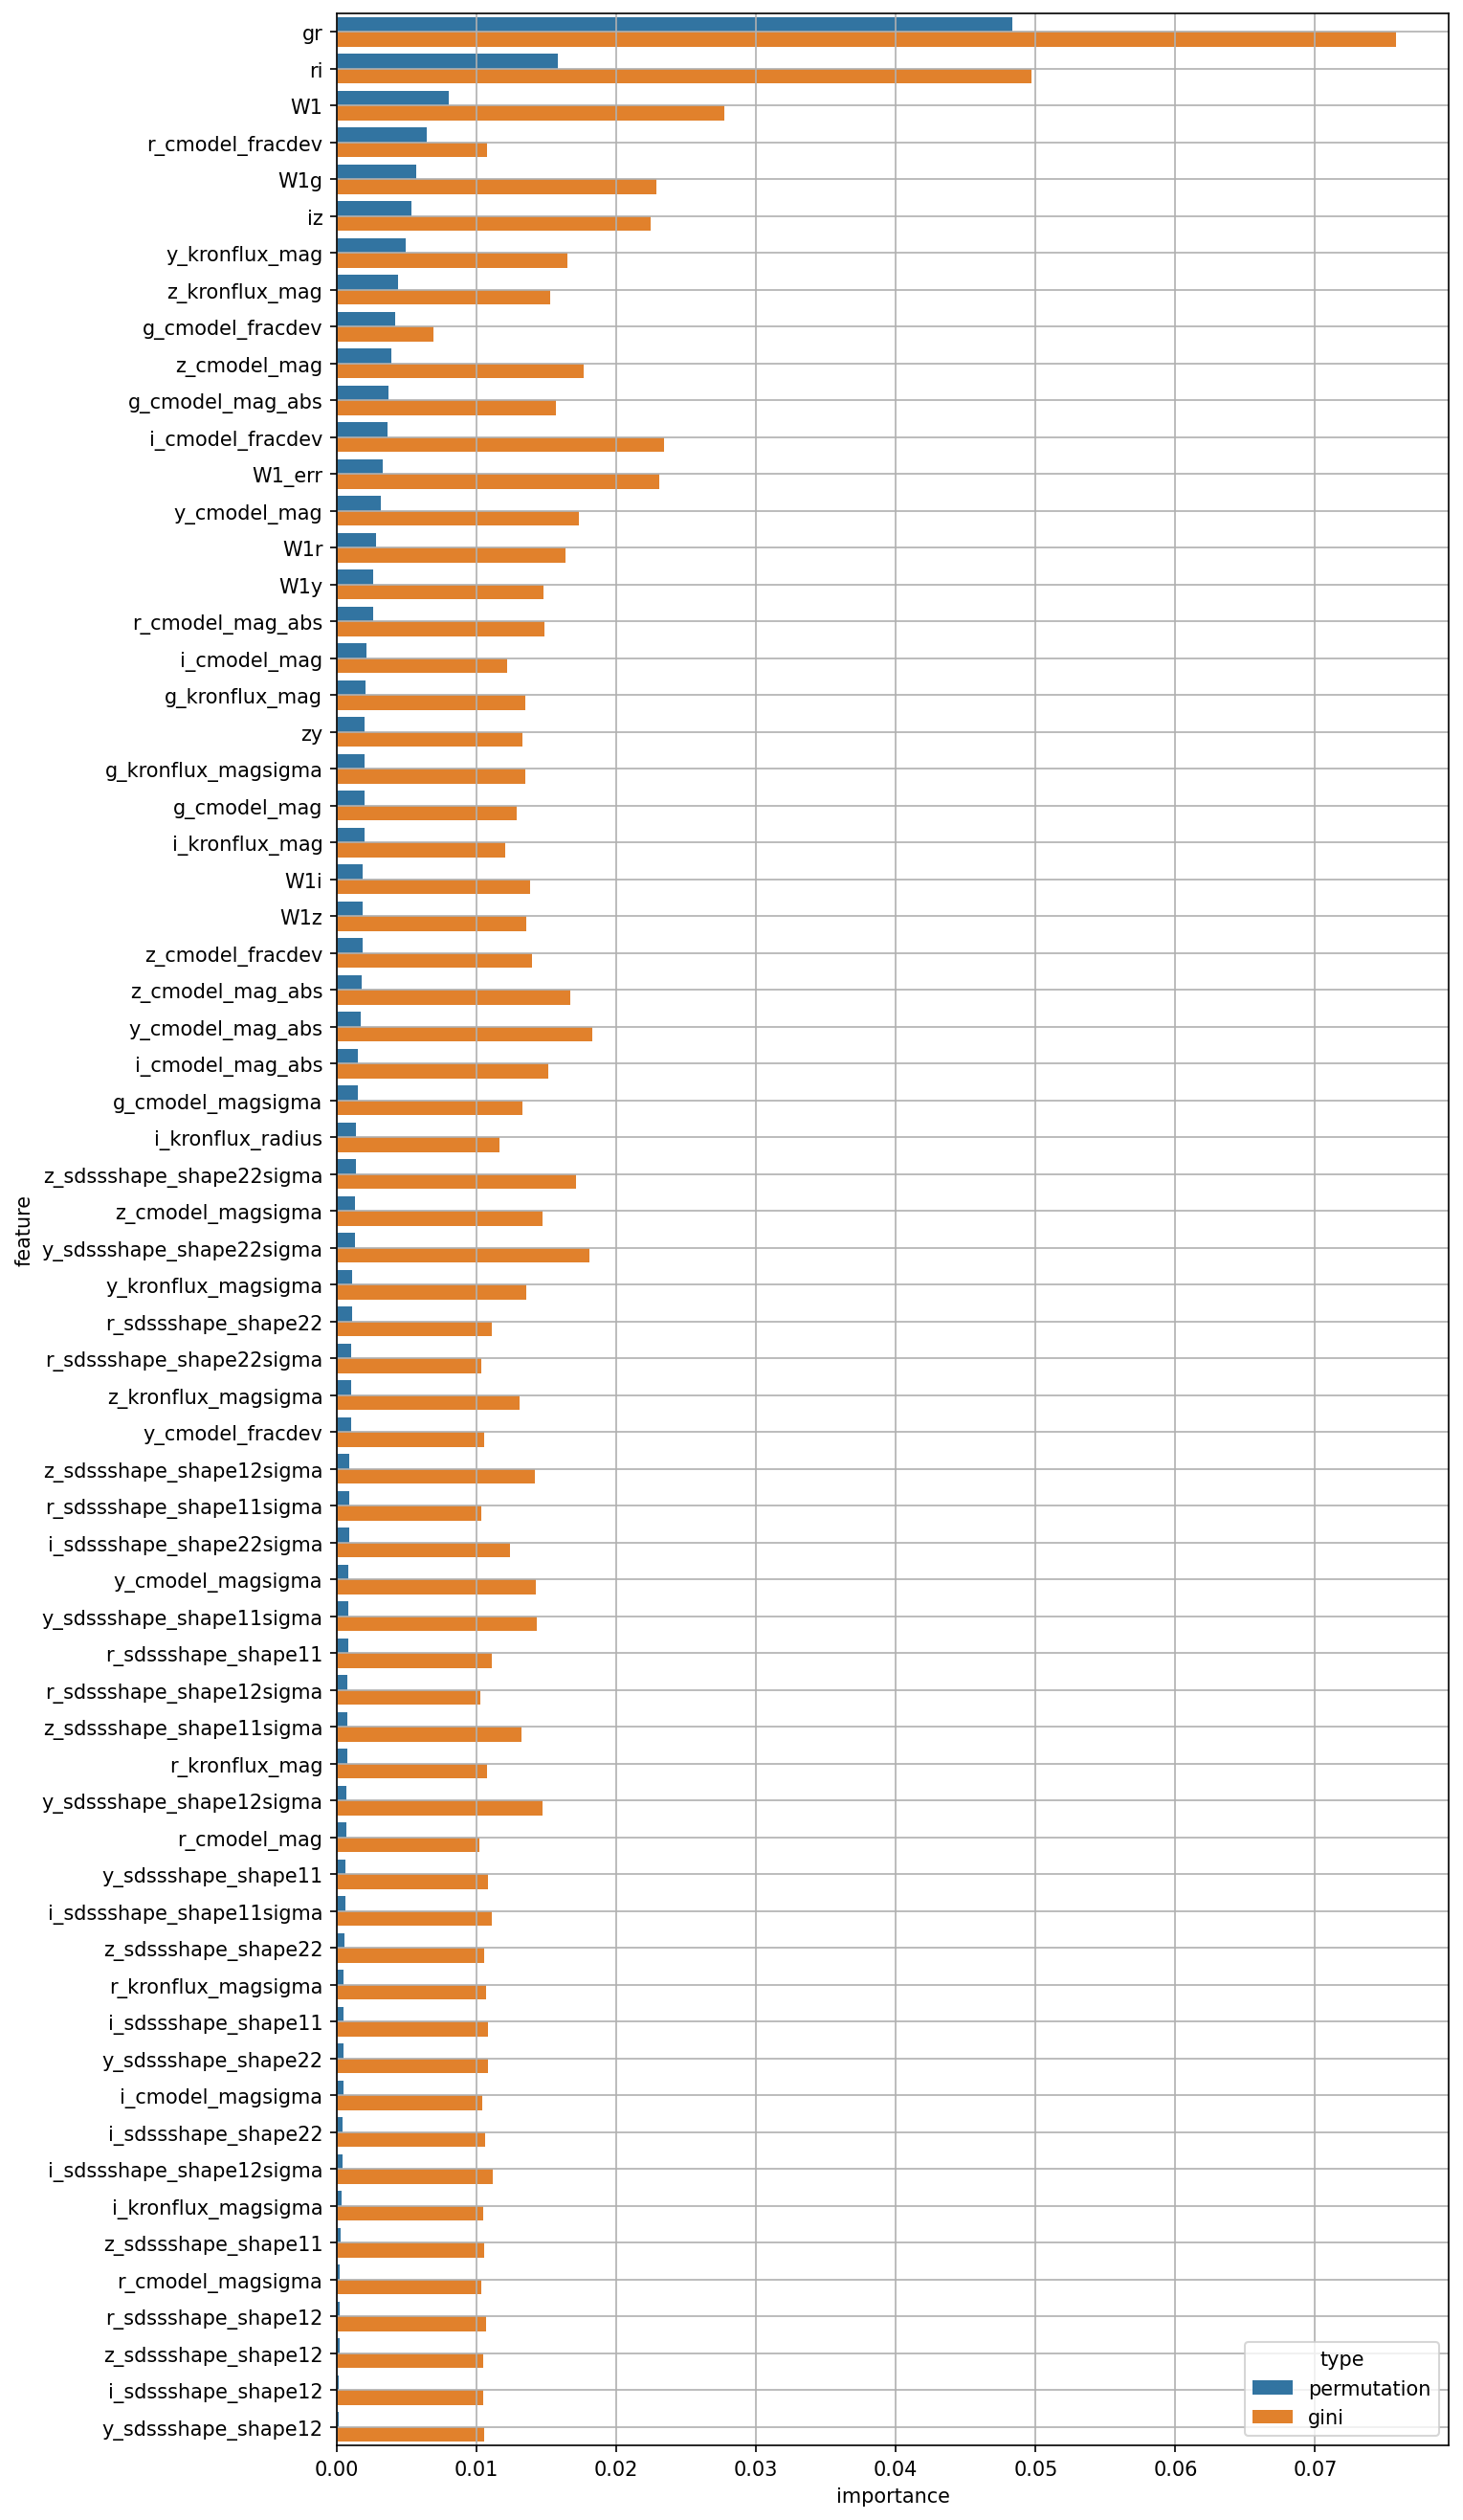 gr
ri
W1
r_cmodel_fracdev
W1g
iz
y_kronflux_mag
z_kronflux_mag
g_cmodel_fracdev
z_cmodel_mag
g_cmodel_mag_abs
i_cmodel_fracdev
W1_err
y_cmodel_mag
W1r
W1y
r_cmodel_mag_abs
i_cmodel_mag
g_kronflux_mag
zy
g_kronflux_magsigma
g_cmodel_mag
i_kronflux_mag
W1i
W1z
z_cmodel_fracdev
z_cmodel_mag_abs
y_cmodel_mag_abs
i_cmodel_mag_abs
g_cmodel_magsigma
i_kronflux_radius
z_sdssshape_shape22sigma
z_cmodel_magsigma
y_sdssshape_shape22sigma
y_kronflux_magsigma
r_sdssshape_shape22
r_sdssshape_shape22sigma
z_kronflux_magsigma
y_cmodel_fracdev
z_sdssshape_shape12sigma
r_sdssshape_shape11sigma
i_sdssshape_shape22sigma
y_cmodel_magsigma
y_sdssshape_shape11sigma
r_sdssshape_shape11
r_sdssshape_shape12sigma
z_sdssshape_shape11sigma
r_kronflux_mag
y_sdssshape_shape12sigma
r_cmodel_mag
y_sdssshape_shape11
i_sdssshape_shape11sigma
z_sdssshape_shape22
r_kronflux_magsigma
i_sdssshape_shape11
y_sdssshape_shape22
i_cmodel_magsigma
i_sdssshape_shape22
i_sdssshape_shape12sigma
i_kronflux_magsigma
z_sdssshape_shape11
r_cmodel_magsigma
r_sdssshape_shape12
z_sdssshape_shape12
i_sdssshape_shape12
y_sdssshape_shape12
feature
type
permutation
gini
0.00 0.01 0.02 0.03 0.04 0.05 0.06 0.07
importance